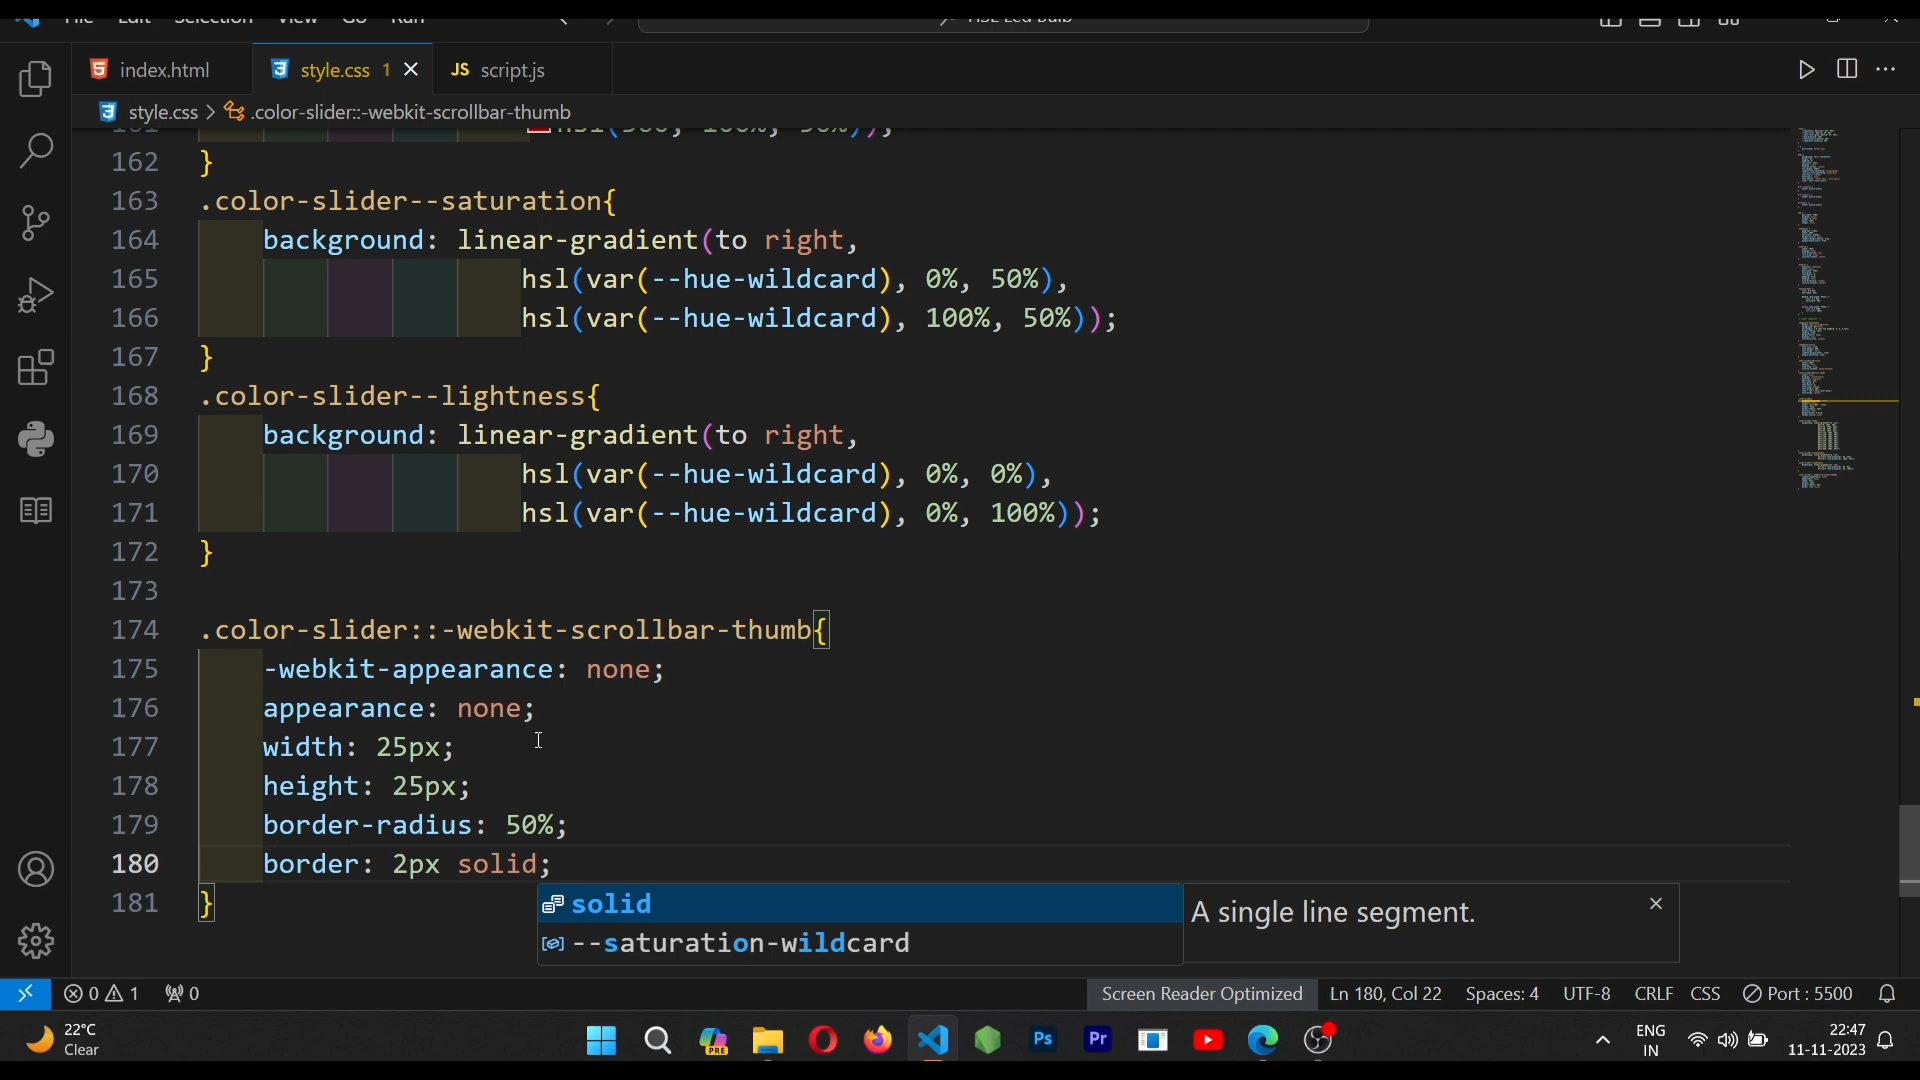 index.html
style.css 1
JS script.js
style.css > .color-slider::-webkit-scrollbar-thumb
162 }
163 .color-slider--saturation{
164 background: linear-gradient(to right,
165 hsl(var(--hue-wildcard), 0%, 50%),
166 hsl(var(--hue-wildcard), 100%, 50%));
167 }
168 .color-slider--lightness{
169 background: linear-gradient(to right,
170 hsl(var(--hue-wildcard), 0%, 0%),
171 hsl(var(--hue-wildcard), 0%, 100%));
172 }
173
174 .color-slider::-webkit-scrollbar-thumb{
175 -webkit-appearance: none;
176 appearance: none;
177 width: 25px;
178 height: 25px;
179 border-radius: 50%;
180 border: 2px solid;
181 }
solid
A single line segment.
--saturation-wildcard
0 1 0
Screen Reader Optimized
Ln 180, Col 22
Spaces: 4
UTF-8
CRLF
CSS
Port : 5500
22°C
Clear
PRE
Ps
Pr
ENG
IN
22:47
11-11-2023